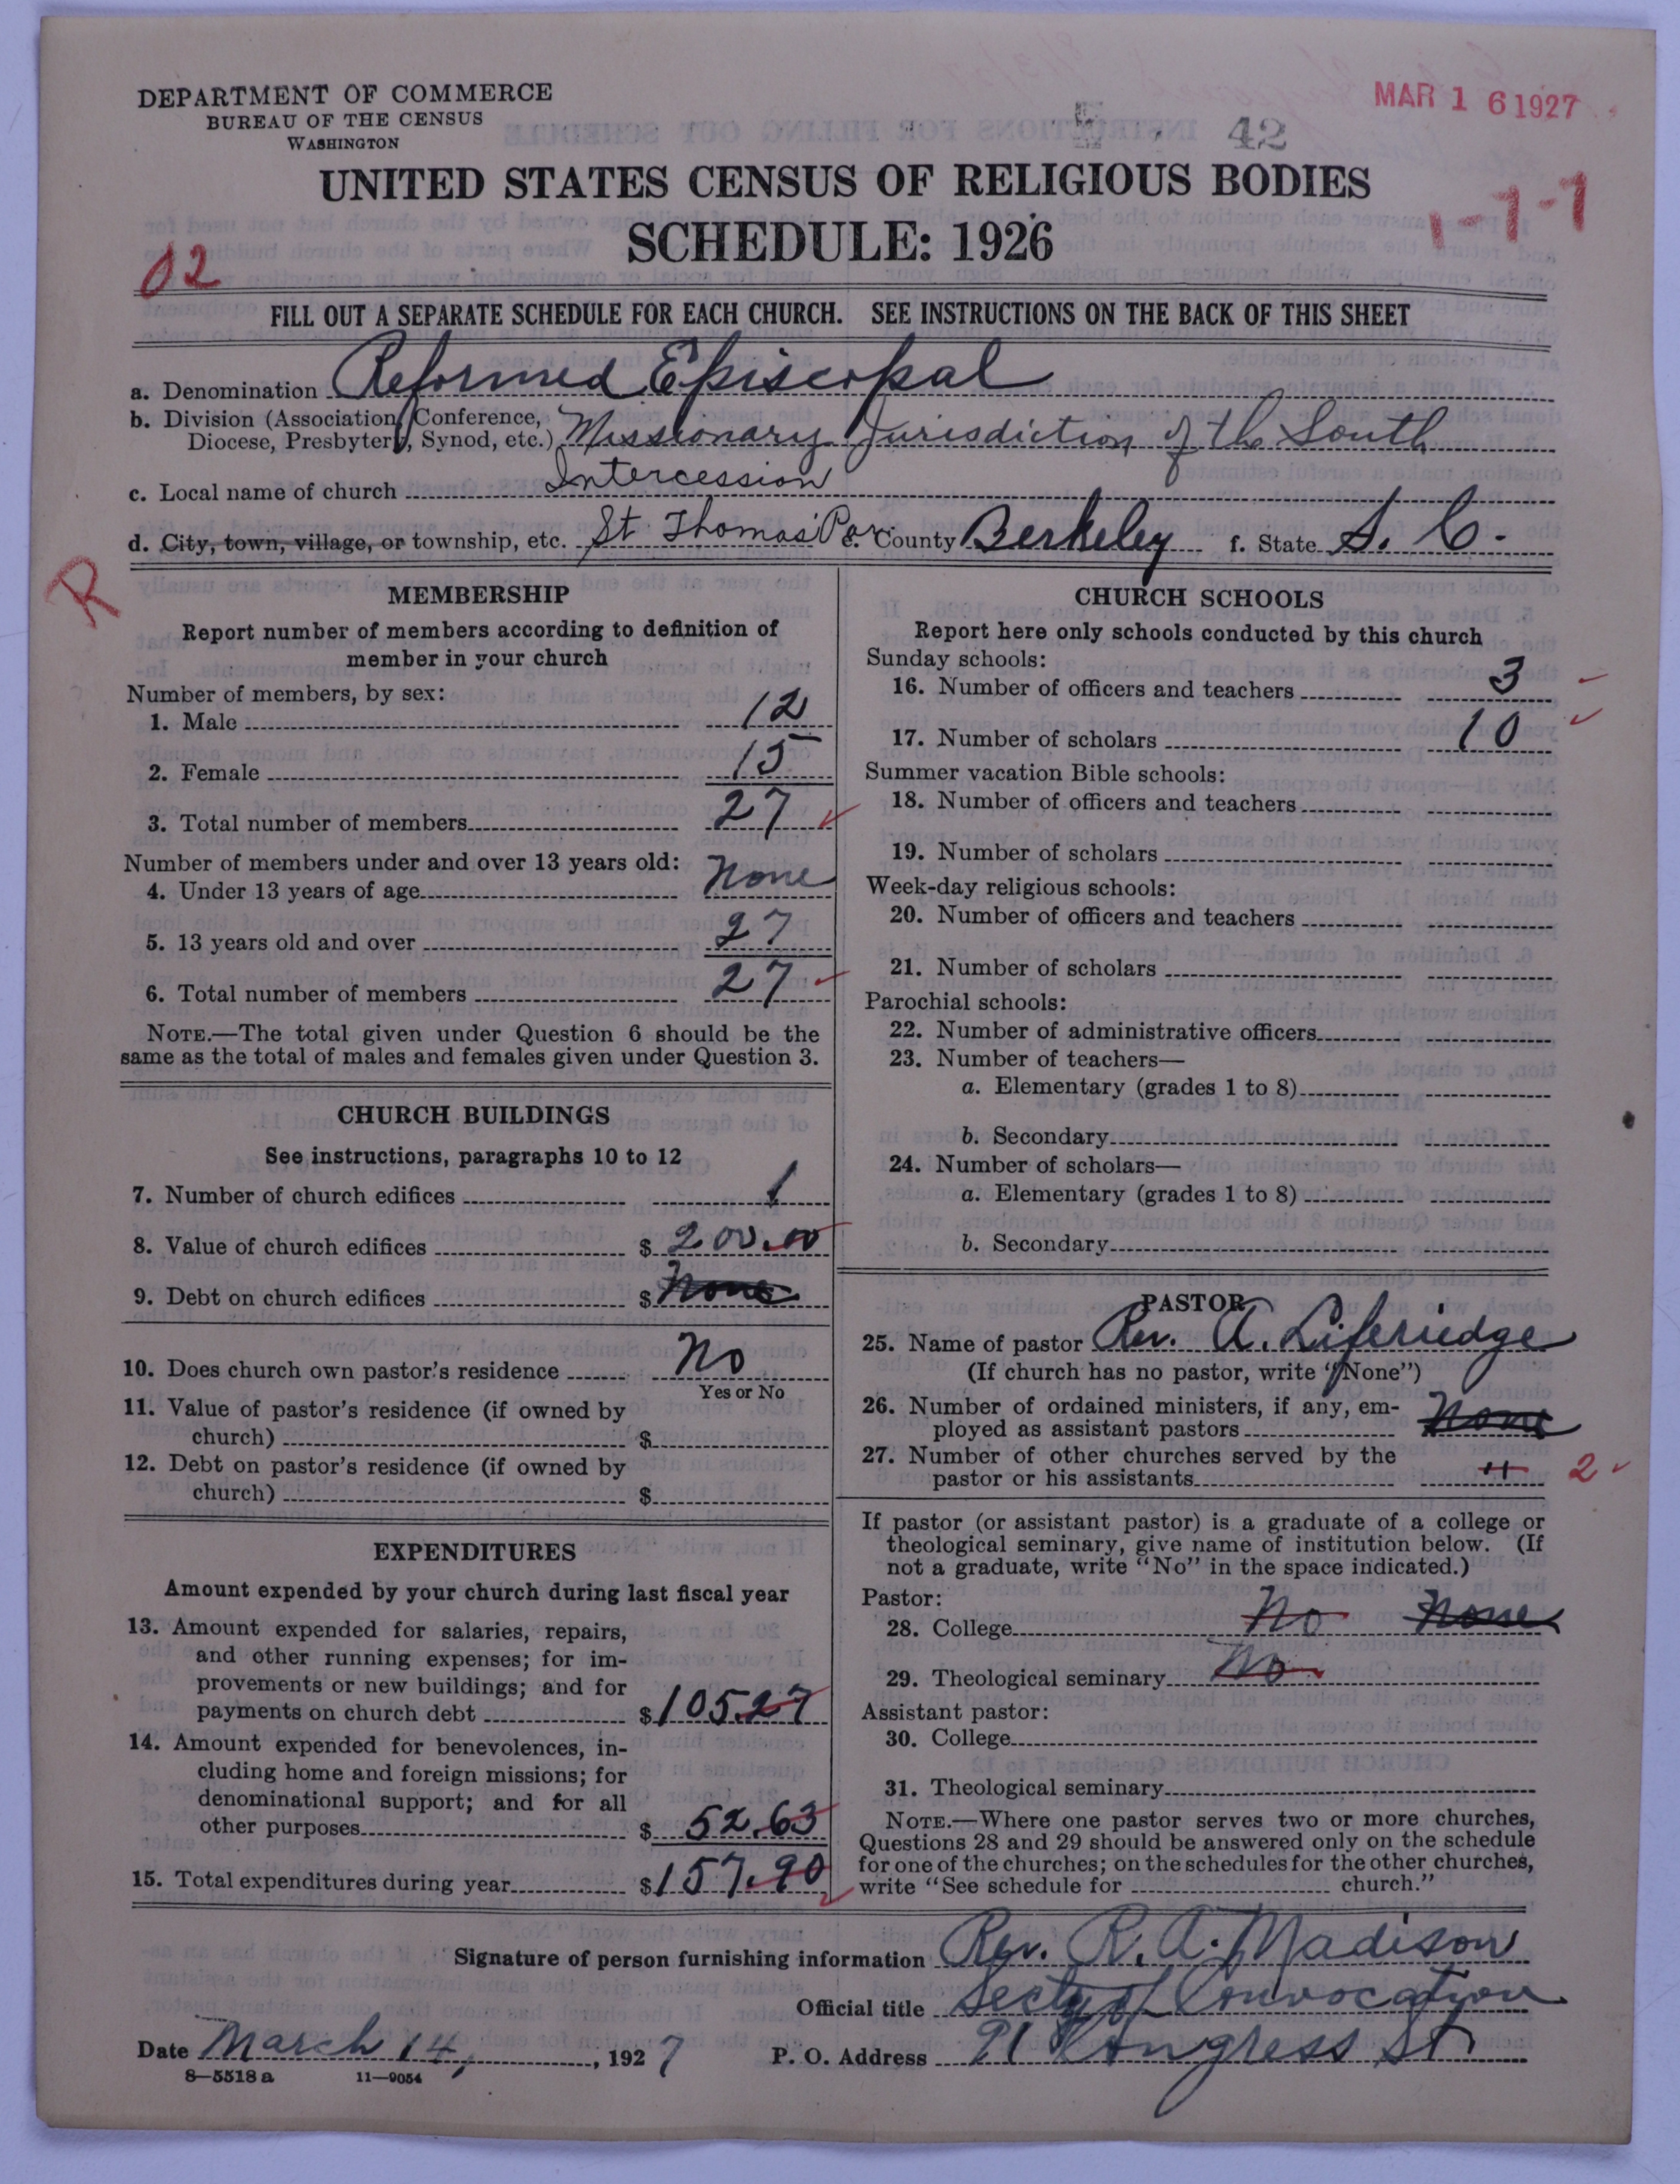 DEPARTMENT OF COMMERCE
BUREAU OF THE CENSUS
WASHINGTON
MAR 16 1927
42
UNITED STATES CENSUS OF RELIGIOUS BODIES
1-7-7
SCHEDULE: 1926
02
FILL OUT A SEPARATE SCHEDULE FOR EACH CHURCH. SEE INSTRUCTIONS ON THE BACK OF THIS SHEET
a. Denomination Reformed Episcopal
b. Division (Association, Conference,
Diocese, Presbytery, Synod, etc.) Missionary Jurisdiction of the South
c. Local name of church Intercession
d. City, town, village, or township, etc. St Thomas' Par. e. County Berkeley f. State S. C.
R
MEMBERSHIP
Report number of members according to definition of
member in your church
Number of members, by sex:
1. Male 12
2. Female 15
3. Total number of members 27
Number of members under and over 13 years old:
4. Under 13 years of age None
5. 13 years old and over 27
6. Total number of members 27
NOTE.—The total given under Question 6 should be the
same as the total of males and females given under Question 3.
CHURCH BUILDINGS
See instructions, paragraphs 10 to 12
7. Number of church edifices 1
8. Value of church edifices $ 200.00
9. Debt on church edifices $ None
10. Does church own pastor's residence No
Yes or No
11. Value of pastor's residence (if owned by
church) $
12. Debt on pastor's residence (if owned by
church) $
EXPENDITURES
Amount expended by your church during last fiscal year
13. Amount expended for salaries, repairs,
and other running expenses; for im-
provements or new buildings; and for
payments on church debt $ 105.27
14. Amount expended for benevolences, in-
cluding home and foreign missions; for
denominational support; and for all
other purposes $ 52.63
15. Total expenditures during year $ 157.90
CHURCH SCHOOLS
Report here only schools conducted by this church
Sunday schools:
16. Number of officers and teachers 3
17. Number of scholars 10
Summer vacation Bible schools:
18. Number of officers and teachers
19. Number of scholars
Week-day religious schools:
20. Number of officers and teachers
21. Number of scholars
Parochial schools:
22. Number of administrative officers
23. Number of teachers—
a. Elementary (grades 1 to 8)
b. Secondary
24. Number of scholars—
a. Elementary (grades 1 to 8)
b. Secondary
PASTOR
25. Name of pastor Rev. A. Liferiedge
(If church has no pastor, write "None")
26. Number of ordained ministers, if any, em-
ployed as assistant pastors None
27. Number of other churches served by the
pastor or his assistants " 2
If pastor (or assistant pastor) is a graduate of a college or
theological seminary, give name of institution below. (If
not a graduate, write "No" in the space indicated.)
Pastor:
28. College No None
29. Theological seminary No
Assistant pastor:
30. College
31. Theological seminary
NOTE.—Where one pastor serves two or more churches,
Questions 28 and 29 should be answered only on the schedule
for one of the churches; on the schedules for the other churches,
write "See schedule for church."
Signature of person furnishing information Rev. R. A. Madison
Official title Secty of Convocation
Date March 14, 1927 P. O. Address 91 Congress St
8—5518 a 11—9054